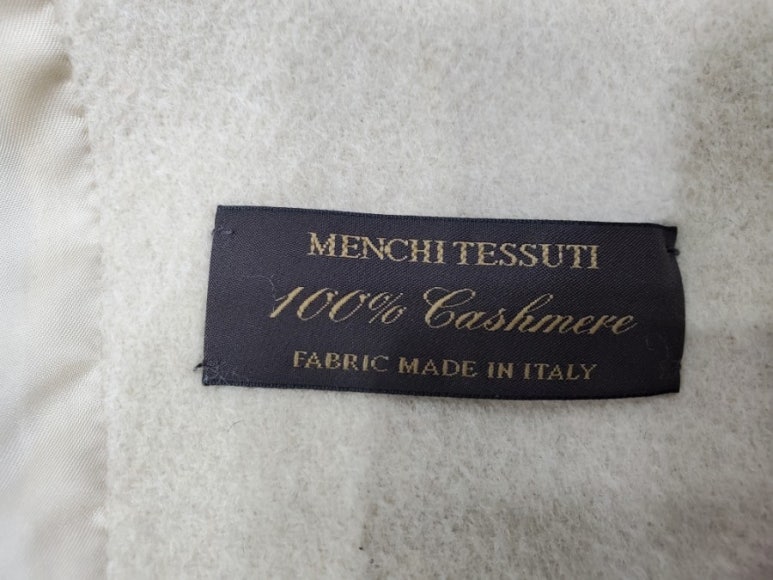 MENCHI TESSUTI
100% Cashmere
FABRIC MADE IN ITALY